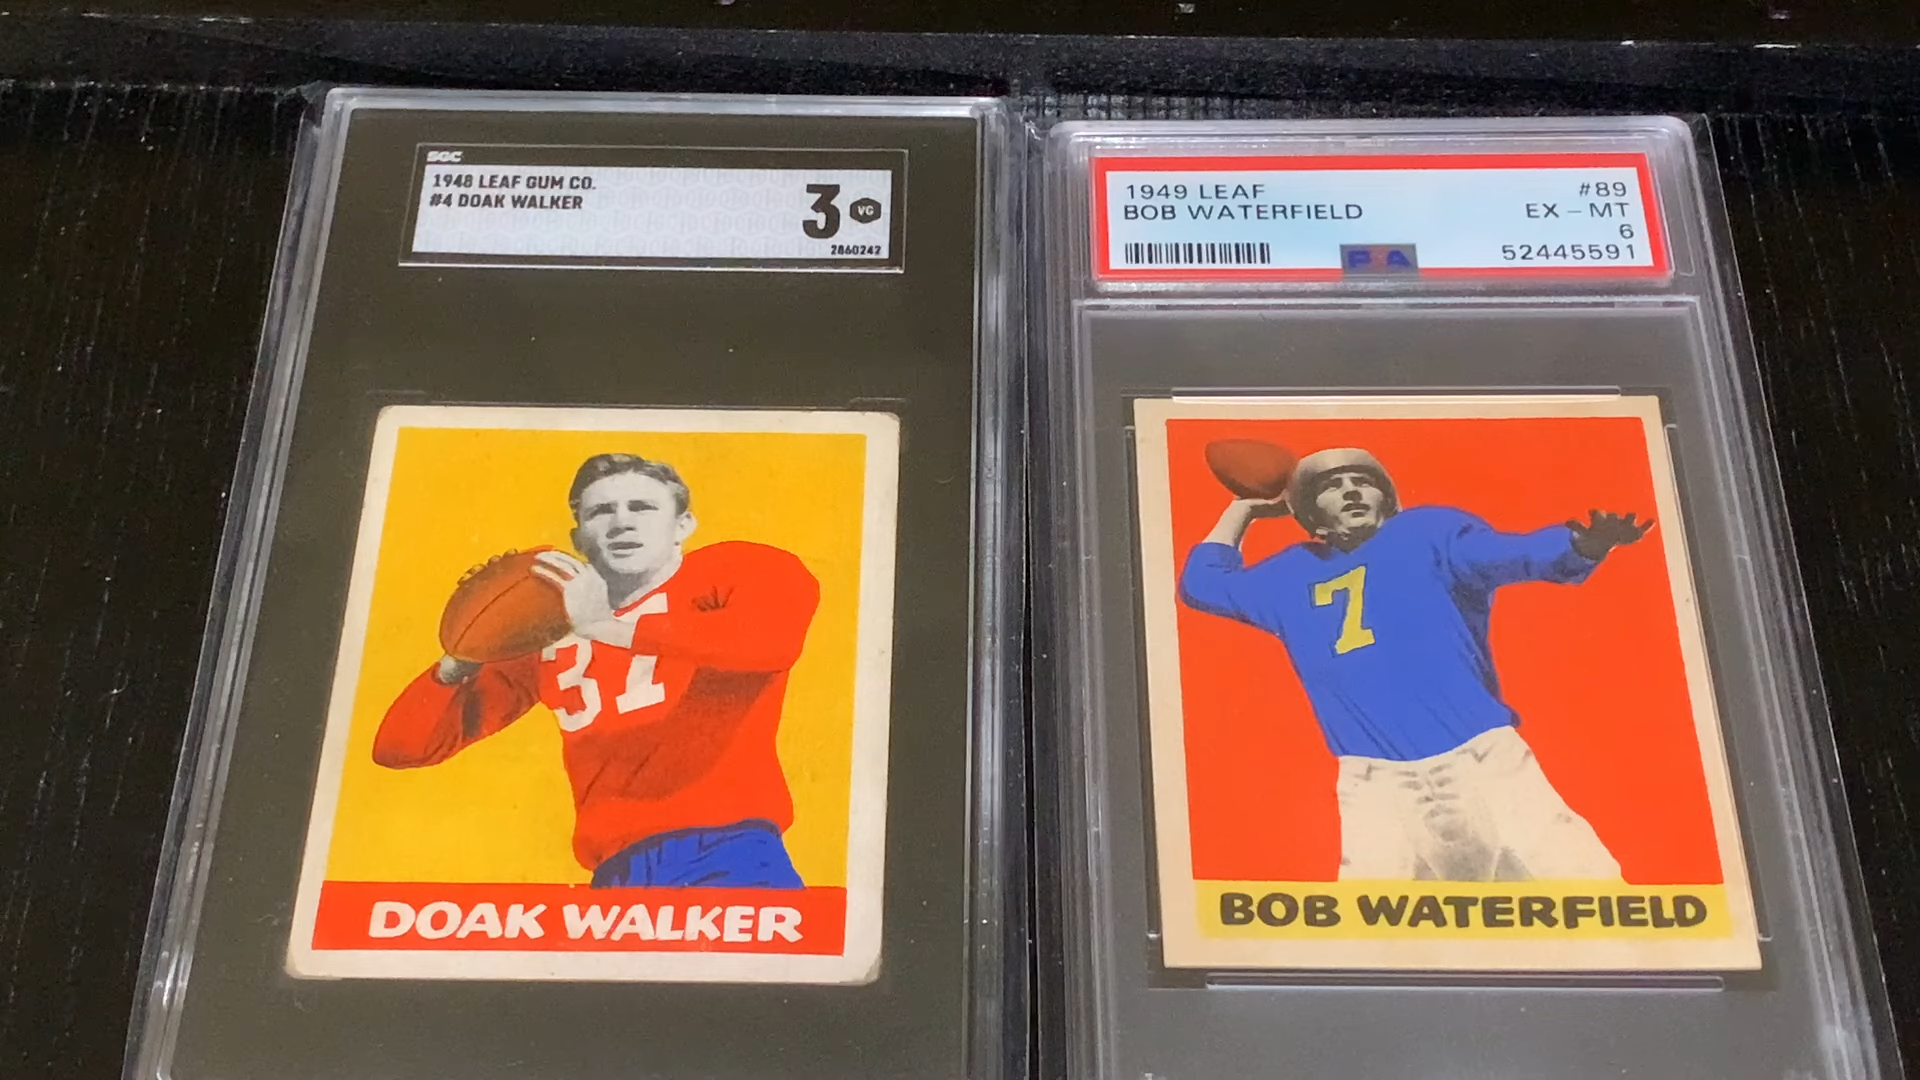 SGC
1948 LEAF GUM CO.
#4 DOAK WALKER
3 VG
2860242
37
DOAK WALKER
1949 LEAF #89
BOB WATERFIELD EX - MT
6
52445591
PSA
7
BOB WATERFIELD